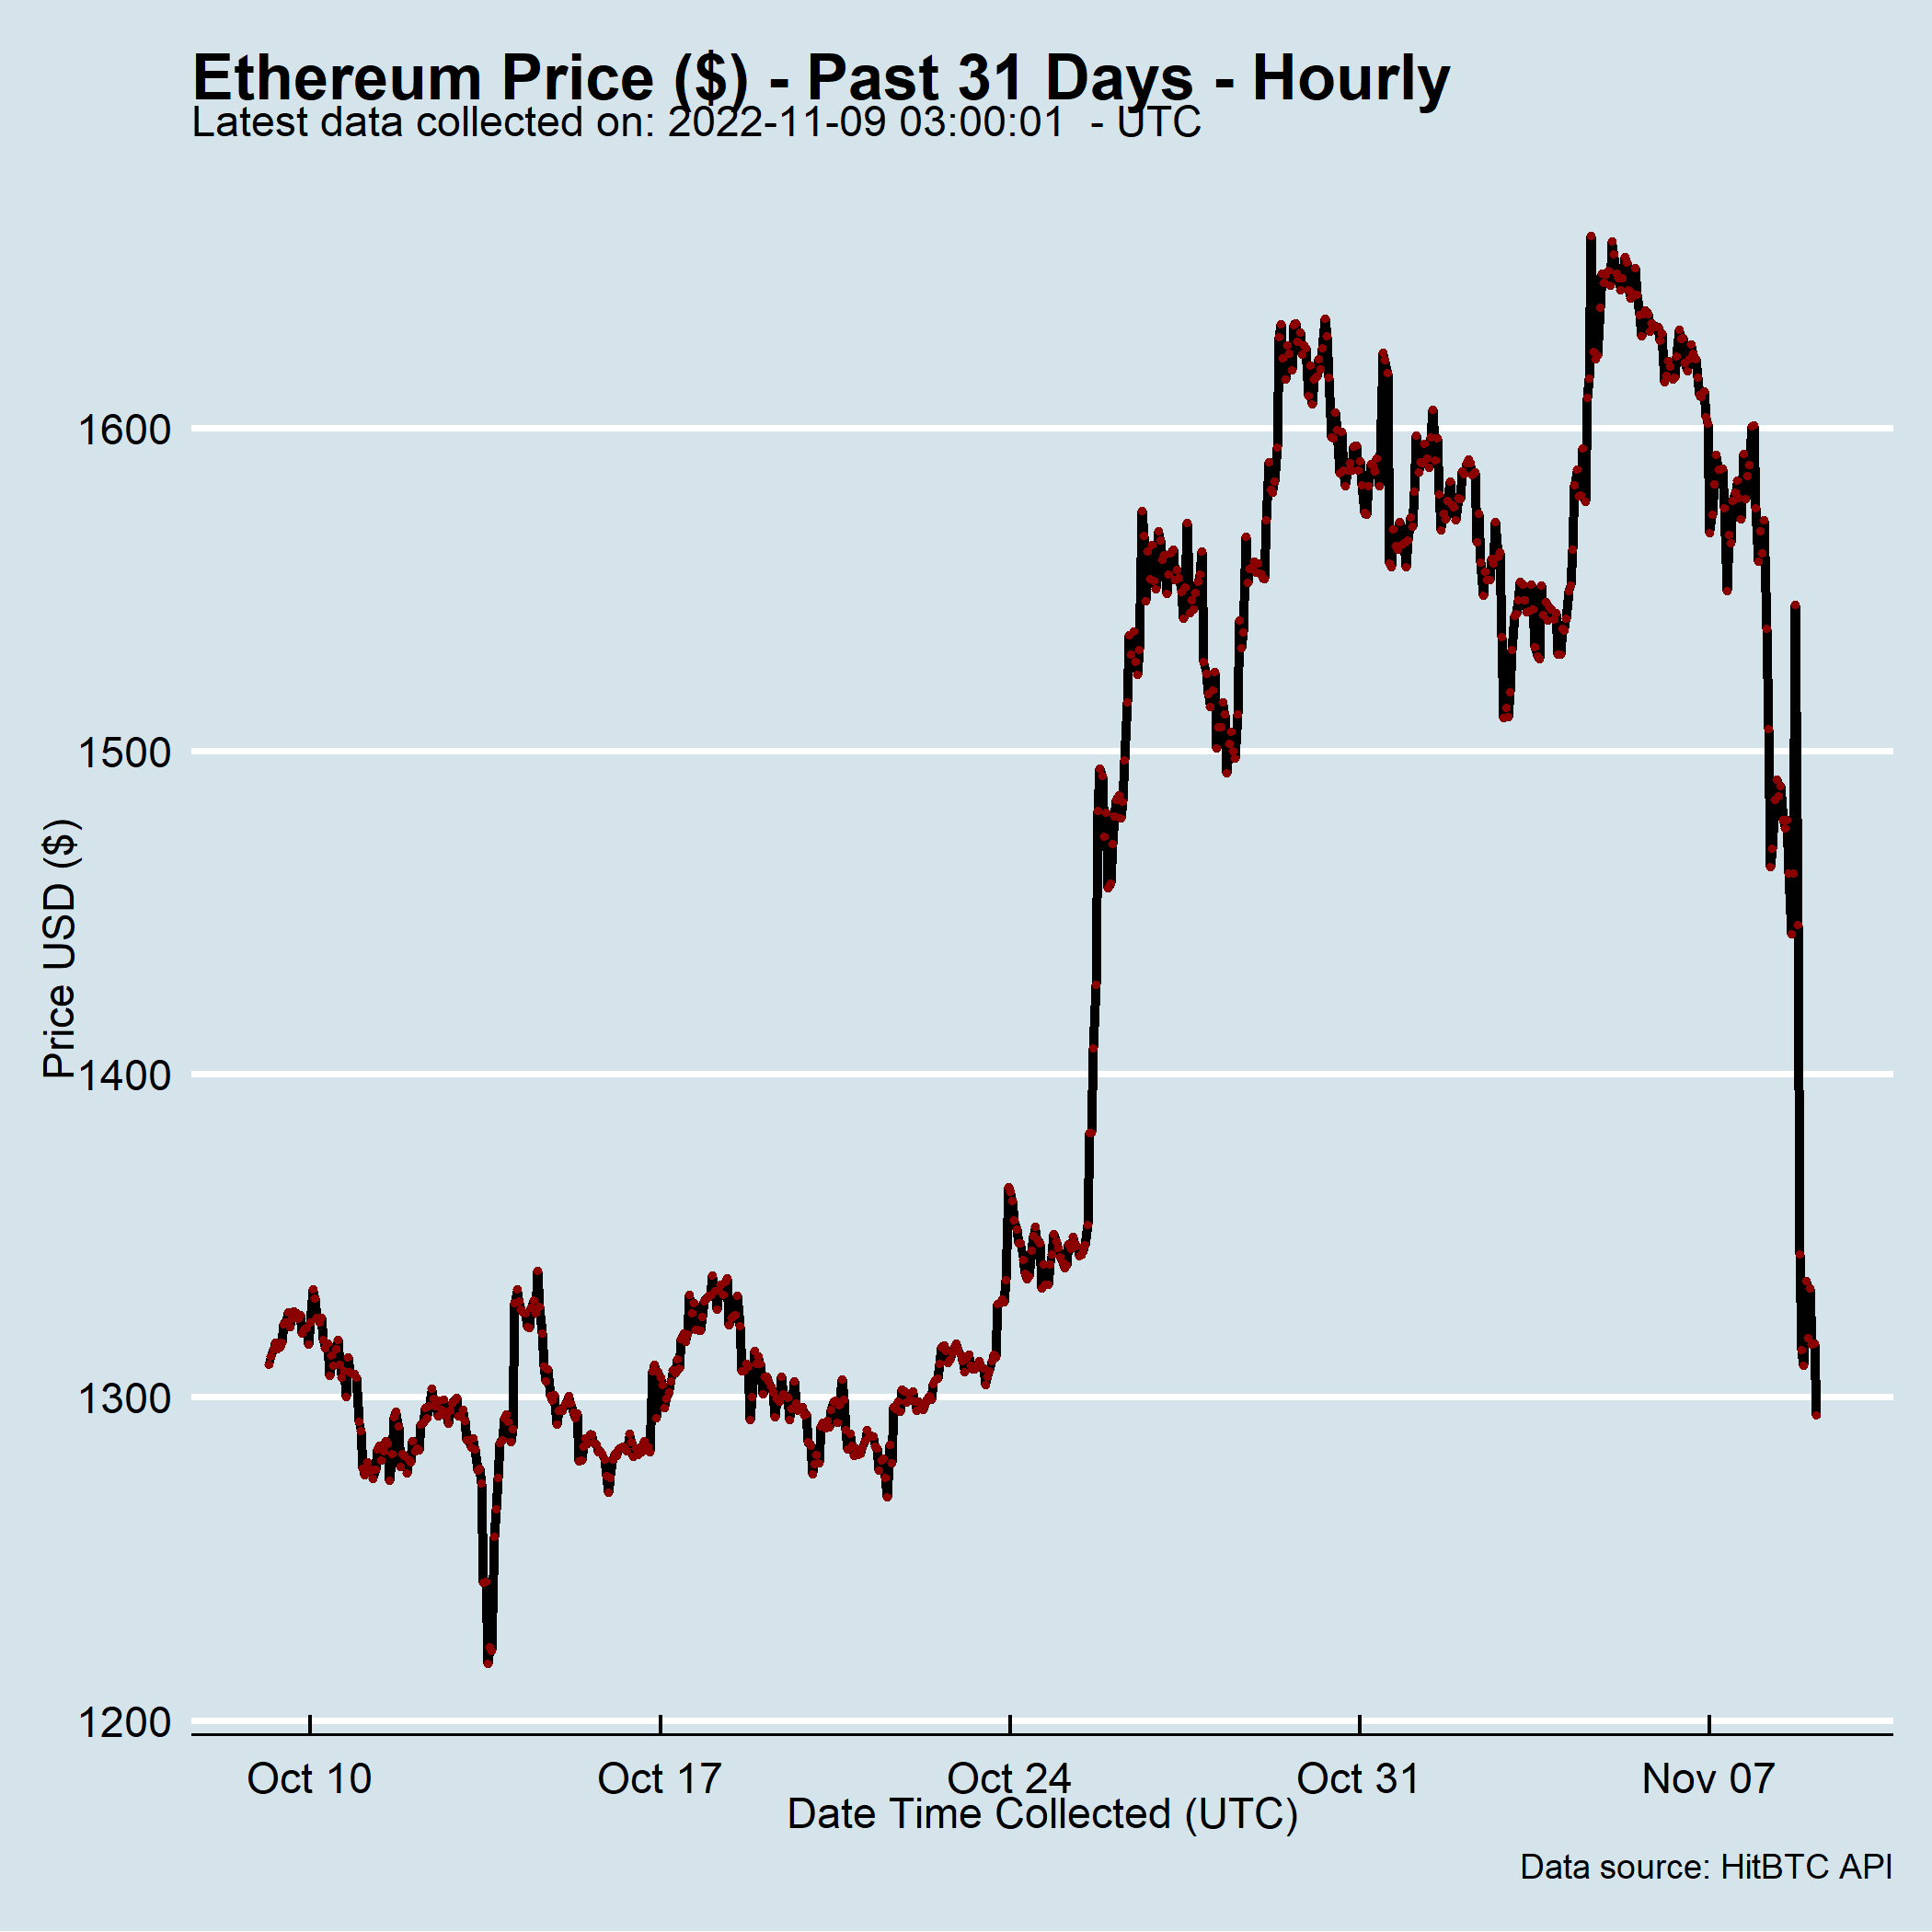 Ethereum Price ($) - Past 31 Days - Hourly
Latest data collected on: 2022-11-09 03:00:01  - UTC
Price USD ($)
1600
1500
1400
1300
1200
Oct 10
Oct 17
Oct 24
Oct 31
Nov 07
Date Time Collected (UTC)
Data source: HitBTC API